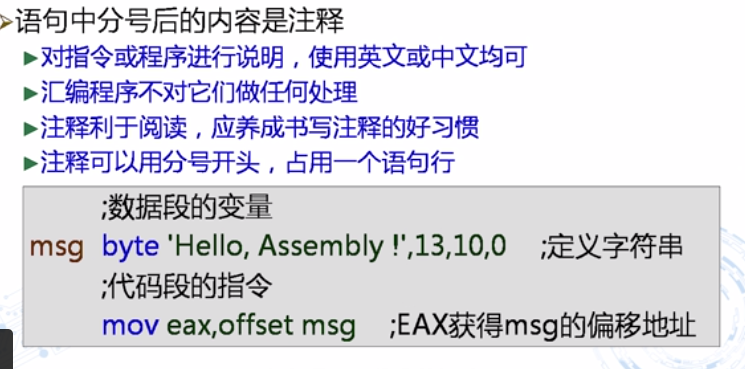 语句中分号后的内容是注释
对指令或程序进行说明，使用英文或中文均可
汇编程序不对它们做任何处理
注释利于阅读，应养成书写注释的好习惯
注释可以用分号开头，占用一个语句行
;数据段的变量
msg byte 'Hello, Assembly !',13,10,0 ;定义字符串
;代码段的指令
mov eax,offset msg ;EAX获得msg的偏移地址